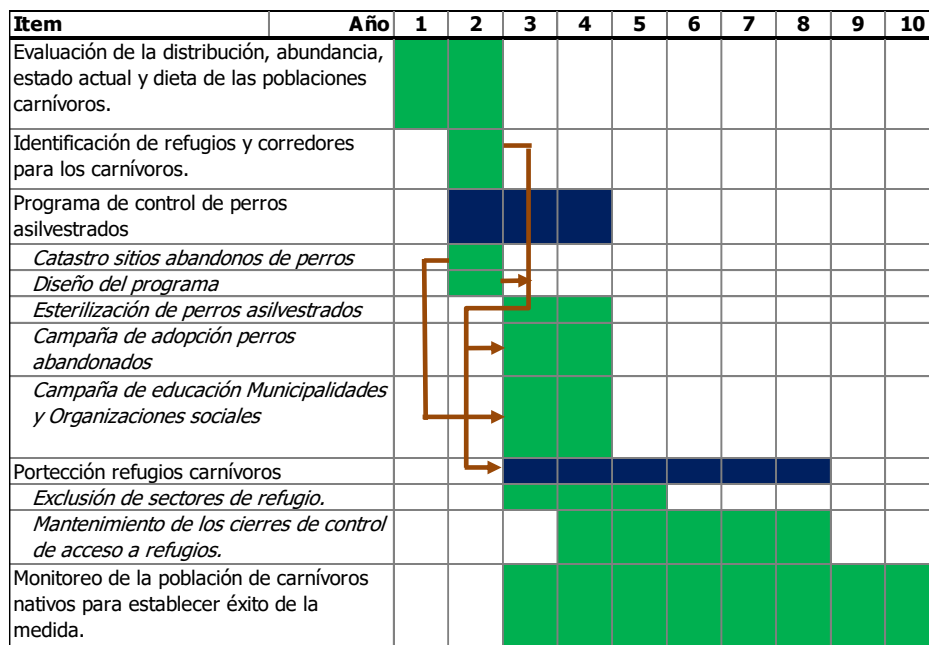 Item Año 1 2 3 4 5 6 7 8 9 10
Evaluación de la distribución, abundancia,
estado actual y dieta de las poblaciones
carnívoros.
Identificación de refugios y corredores
para los carnívoros.
Programa de control de perros
asilvestrados
Catastro sitios abandonos de perros
Diseño del programa
Esterilización de perros asilvestrados
Campaña de adopción perros
abandonados
Campaña de educación Municipalidades
y Organizaciones sociales
Portección refugios carnívoros
Exclusión de sectores de refugio.
Mantenimiento de los cierres de control
de acceso a refugios.
Monitoreo de la población de carnívoros
nativos para establecer éxito de la
medida.